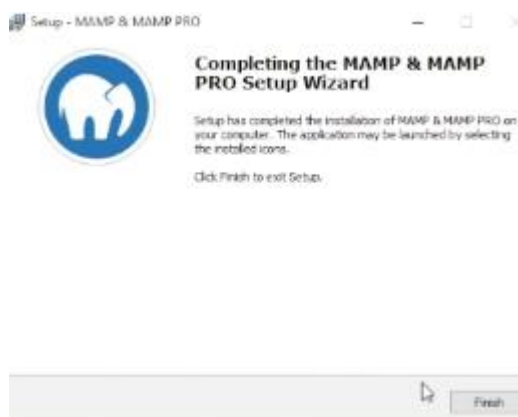 Setup - MAMP & MAMP PRO
Completing the MAMP & MAMP
PRO Setup Wizard
Setup has completed the installation of MAMP & MAMP PRO on
your computer. The application may be launched by selecting
the installed icons.
Click Finish to exit Setup.
Finish